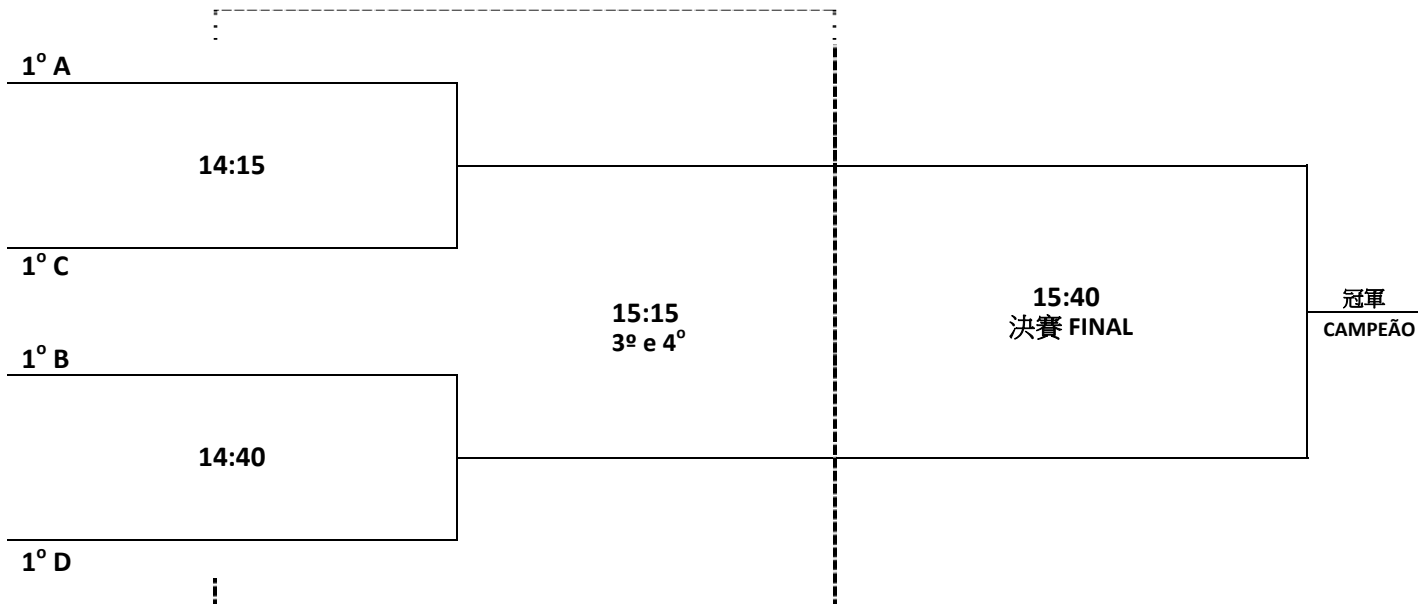 1º A
14:15
1º C
15:15
3º e 4º
15:40
決賽 FINAL
冠軍
CAMPEÃO
1º B
14:40
1º D